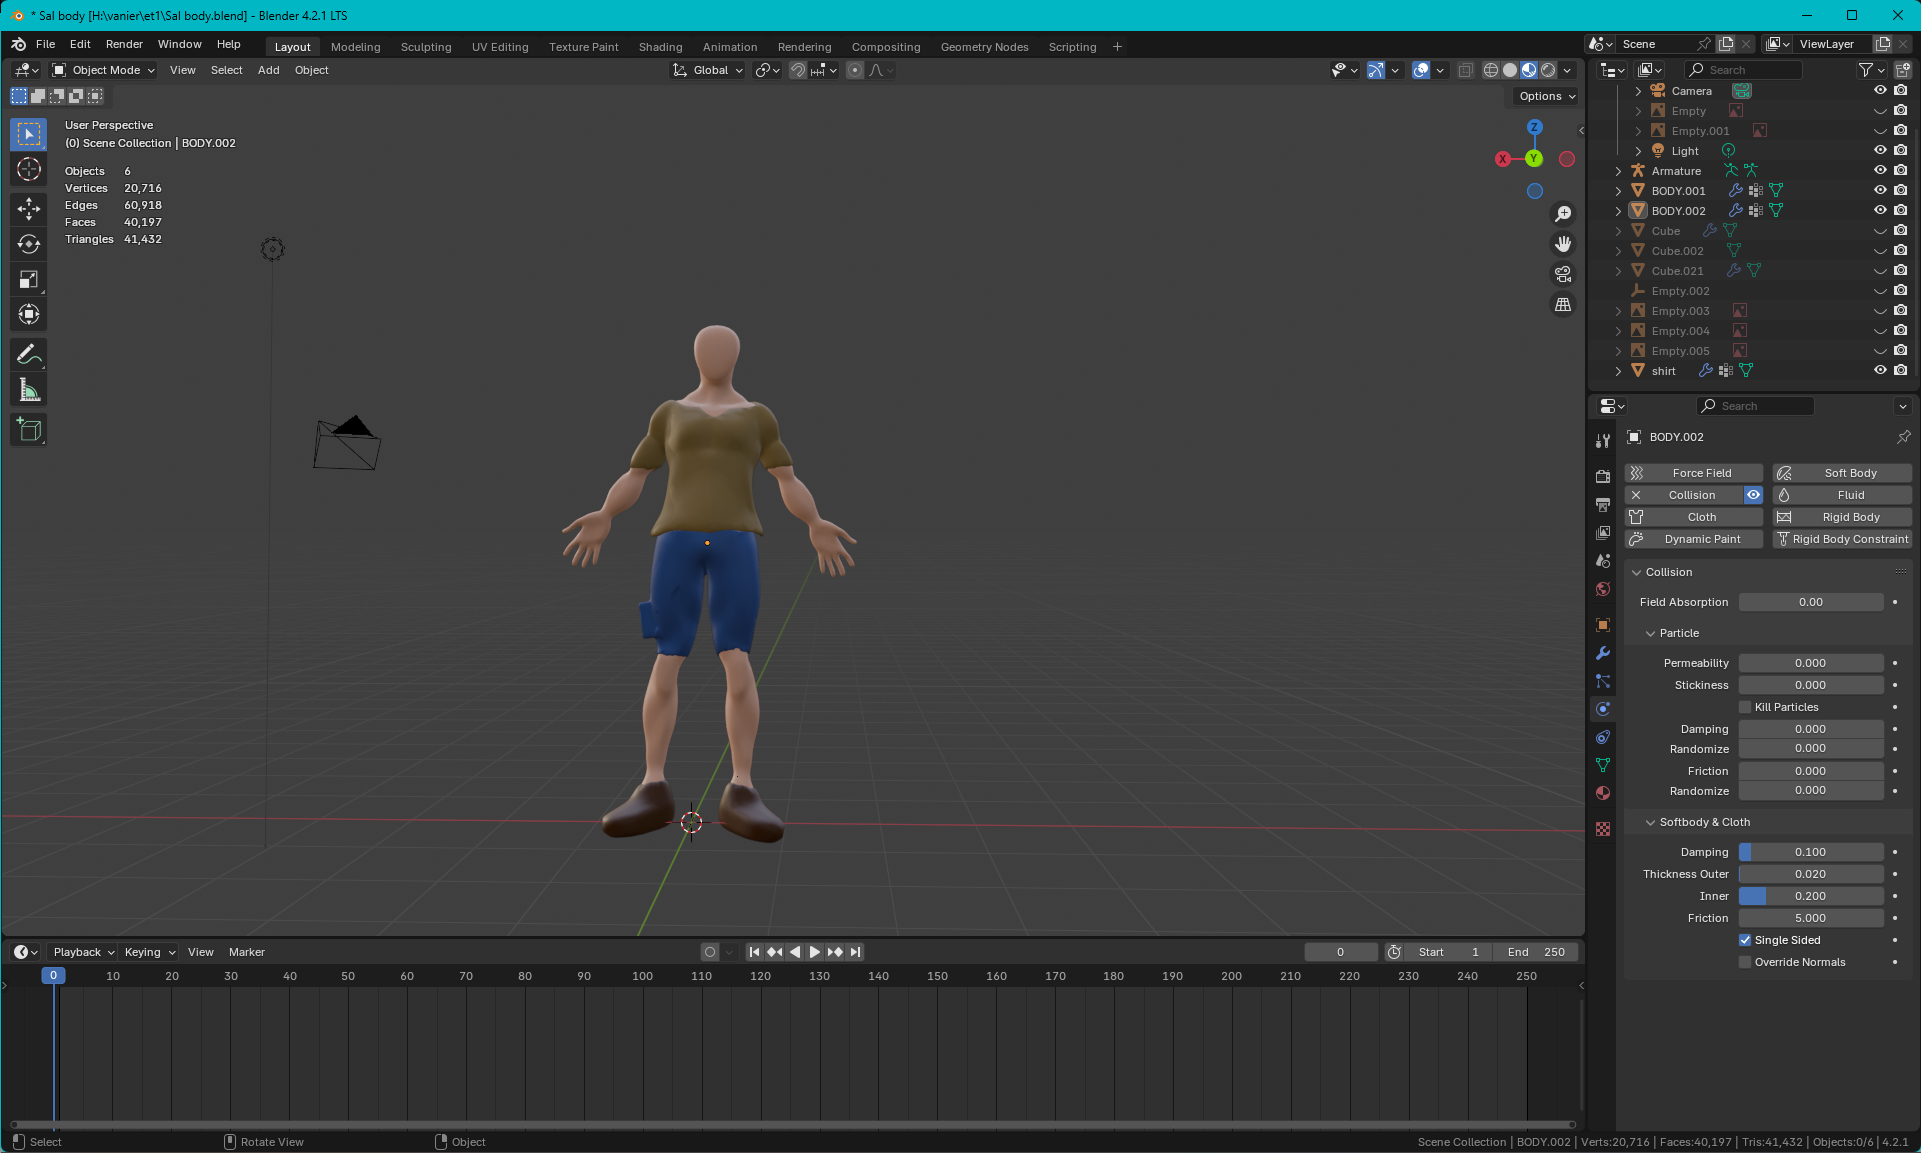 * Sal body [H:\vanier\et1\Sal body.blend] - Blender 4.2.1 LTS
File Edit Render Window Help Layout Modeling Sculpting UV Editing Texture Paint Shading Animation Rendering Compositing Geometry Nodes Scripting + Scene ViewLayer
Object Mode View Select Add Object Global Search
Options
User Perspective
(0) Scene Collection | BODY.002
Objects 6
Vertices 20,716
Edges 60,918
Faces 40,197
Triangles 41,432
Z
X Y
Camera
Empty
Empty.001
Light
Armature
BODY.001
BODY.002
Cube
Cube.002
Cube.021
Empty.002
Empty.003
Empty.004
Empty.005
shirt
Search
BODY.002
Force Field Soft Body
Collision Fluid
Cloth Rigid Body
Dynamic Paint Rigid Body Constraint
Collision
Field Absorption 0.00
Particle
Permeability 0.000
Stickiness 0.000
Kill Particles
Damping 0.000
Randomize 0.000
Friction 0.000
Randomize 0.000
Softbody & Cloth
Damping 0.100
Thickness Outer 0.020
Inner 0.200
Friction 5.000
Single Sided
Override Normals
Playback Keying View Marker 0 Start 1 End 250
0 10 20 30 40 50 60 70 80 90 100 110 120 130 140 150 160 170 180 190 200 210 220 230 240 250
Select Rotate View Object Scene Collection | BODY.002 | Verts:20,716 | Faces:40,197 | Tris:41,432 | Objects:0/6 | 4.2.1